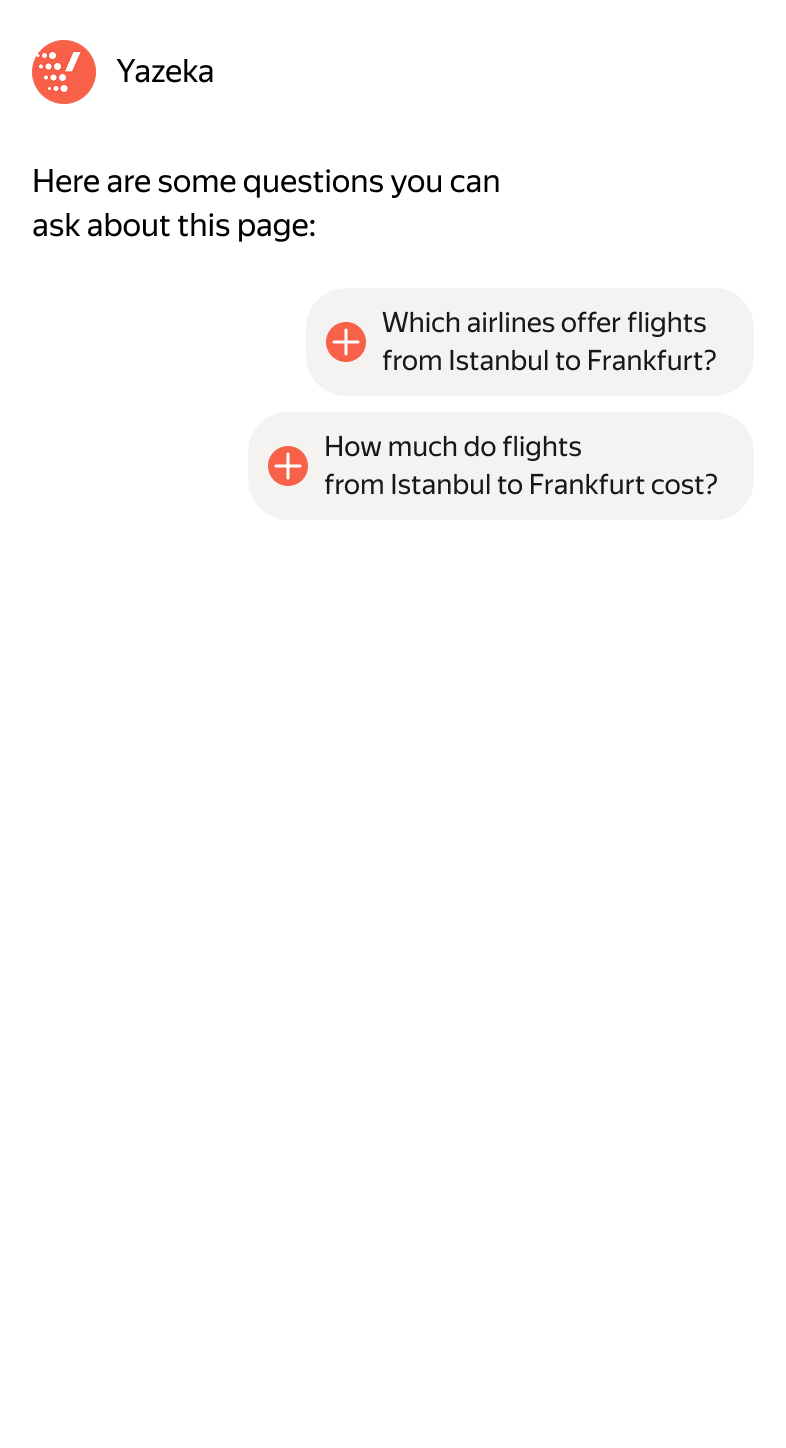 Yazeka
Here are some questions you can
ask about this page:
Which airlines offer flights
from Istanbul to Frankfurt?
How much do flights
from Istanbul to Frankfurt cost?